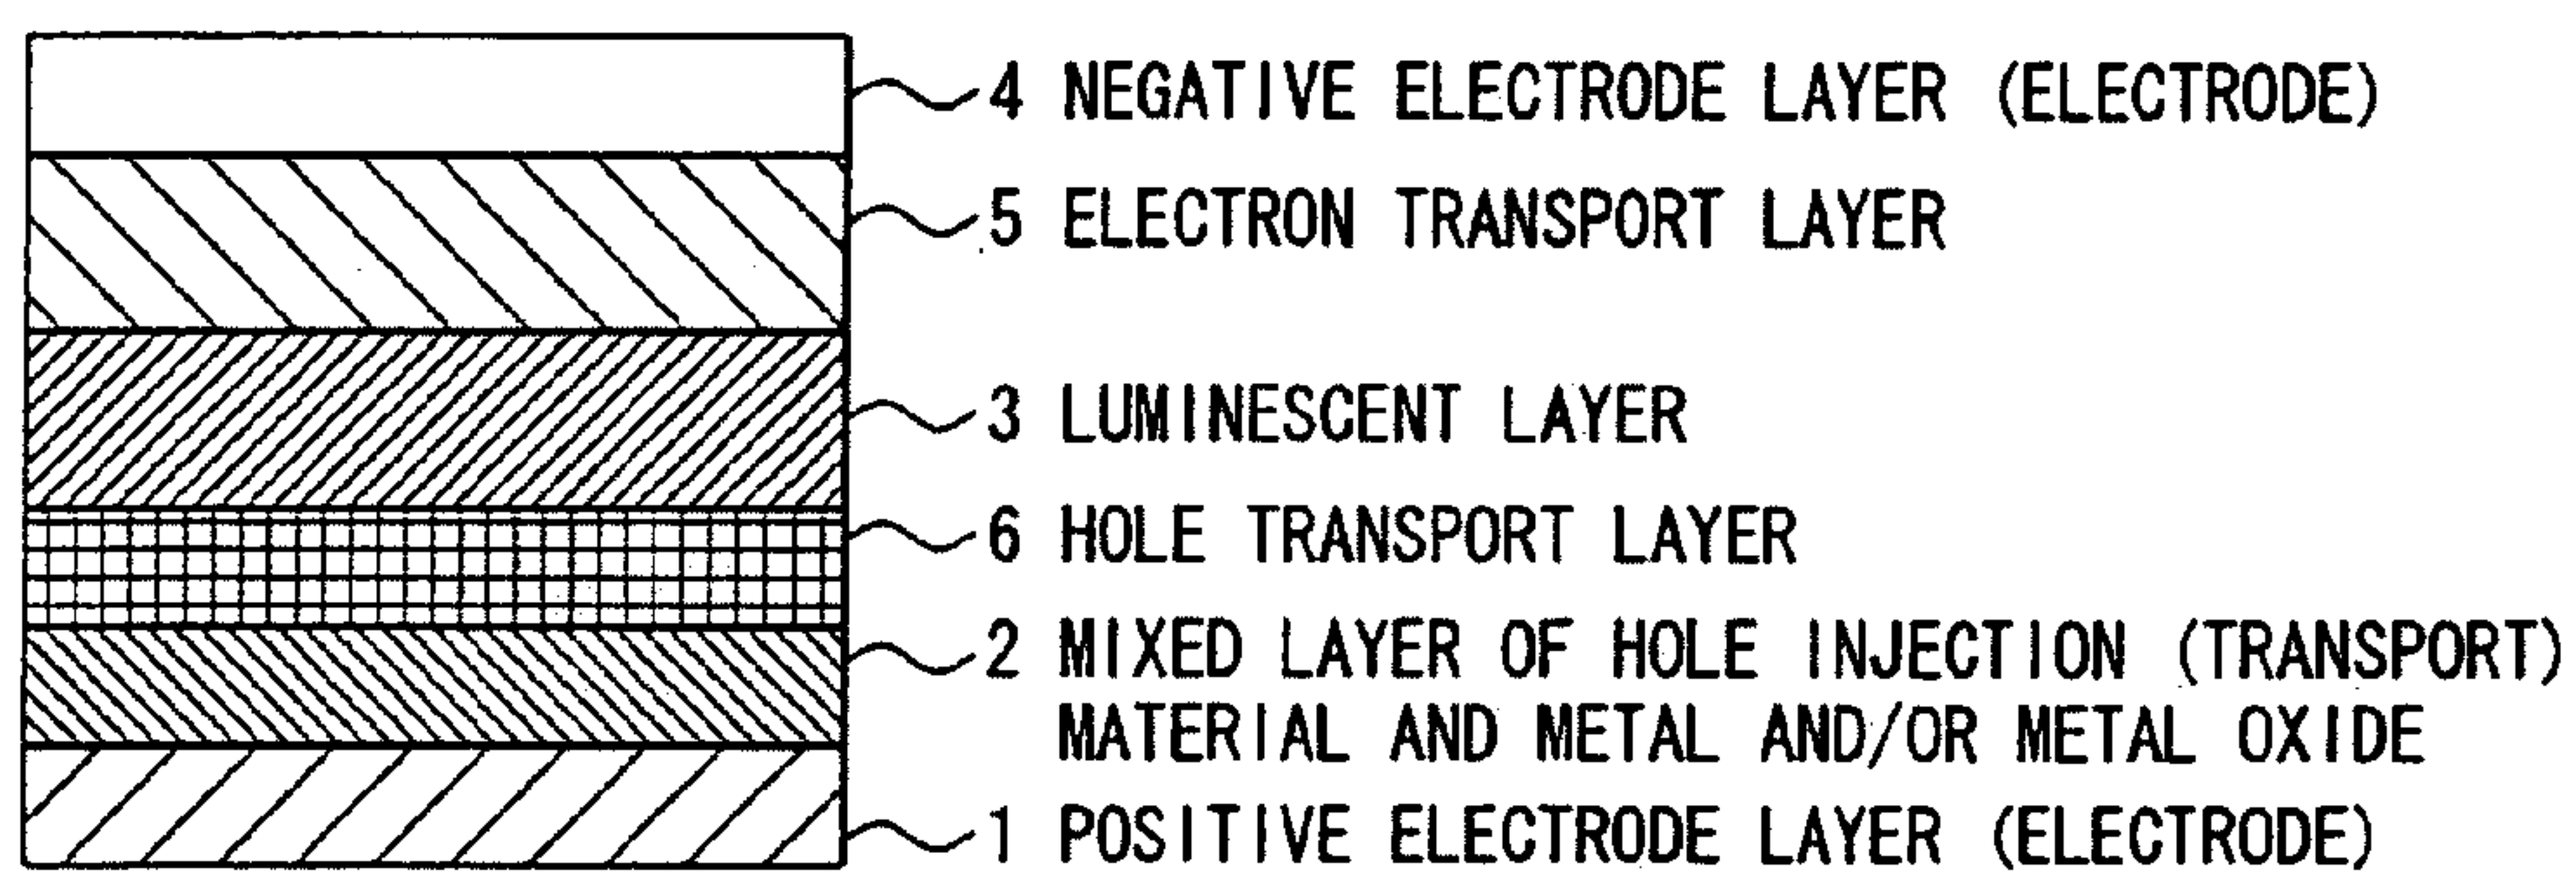 4 NEGATIVE ELECTRODE LAYER (ELECTRODE)
5 ELECTRON TRANSPORT LAYER
3 LUMINESCENT LAYER
6 HOLE TRANSPORT LAYER
2 MIXED LAYER OF HOLE INJECTION (TRANSPORT)
MATERIAL AND METAL AND/OR METAL OXIDE
1 POSITIVE ELECTRODE LAYER (ELECTRODE)